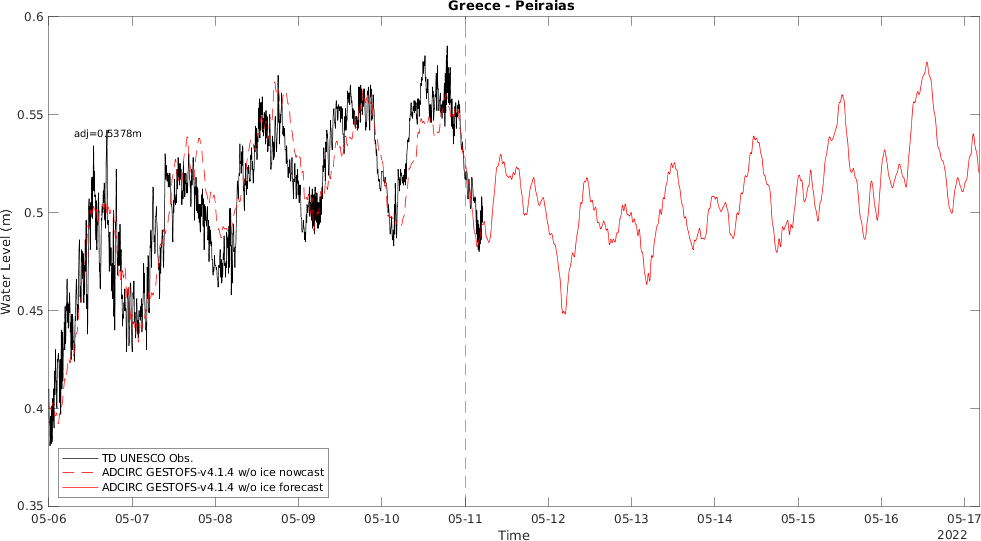 Greece - Peiraias
0.6
0.55
0.5
0.45
0.4
0.35
Water Level (m)
adj=0.5378m
TD UNESCO Obs.
ADCIRC GESTOFS-v4.1.4 w/o ice nowcast
ADCIRC GESTOFS-v4.1.4 w/o ice forecast
05-06 05-07 05-08 05-09 05-10 05-11 05-12 05-13 05-14 05-15 05-16 05-17
Time
2022